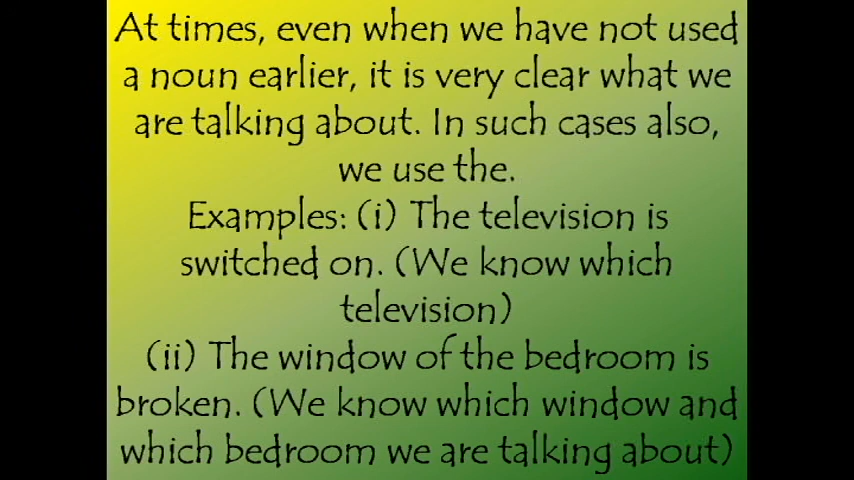 At times, even when we have not used
a noun earlier, it is very clear what we
are talking about. In such cases also,
we use the.
Examples: (i) The television is
switched on. (We know which
television)
(ii) The window of the bedroom is
broken. (We know which window and
which bedroom we are talking about)